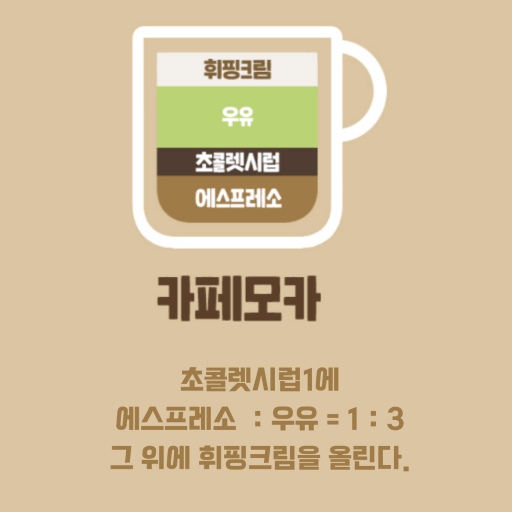 휘핑크림
우유
초콜렛시럽
에스프레소
카페모카
초콜렛시럽1에
에스프레소 : 우유 = 1 : 3
그 위에 휘핑크림을 올린다.